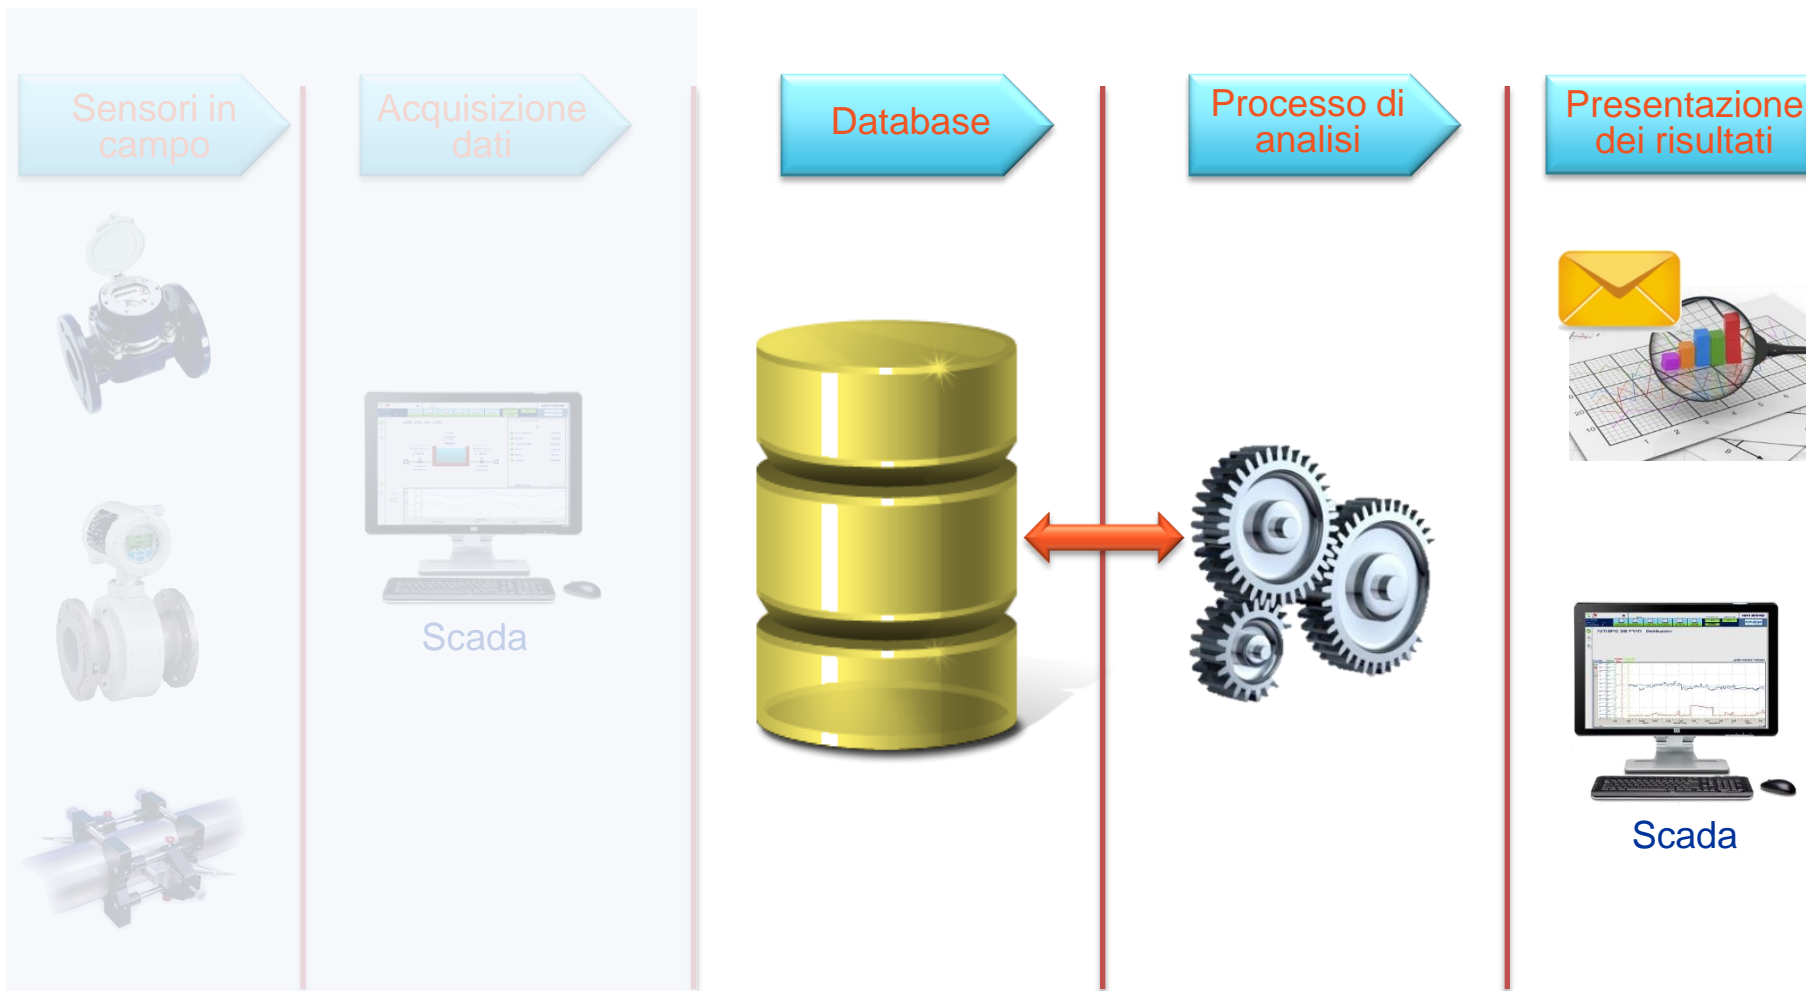 Sensori in
campo
Acquisizione
dati
Database
Processo di
analisi
Presentazione
dei risultati
Scada
Scada